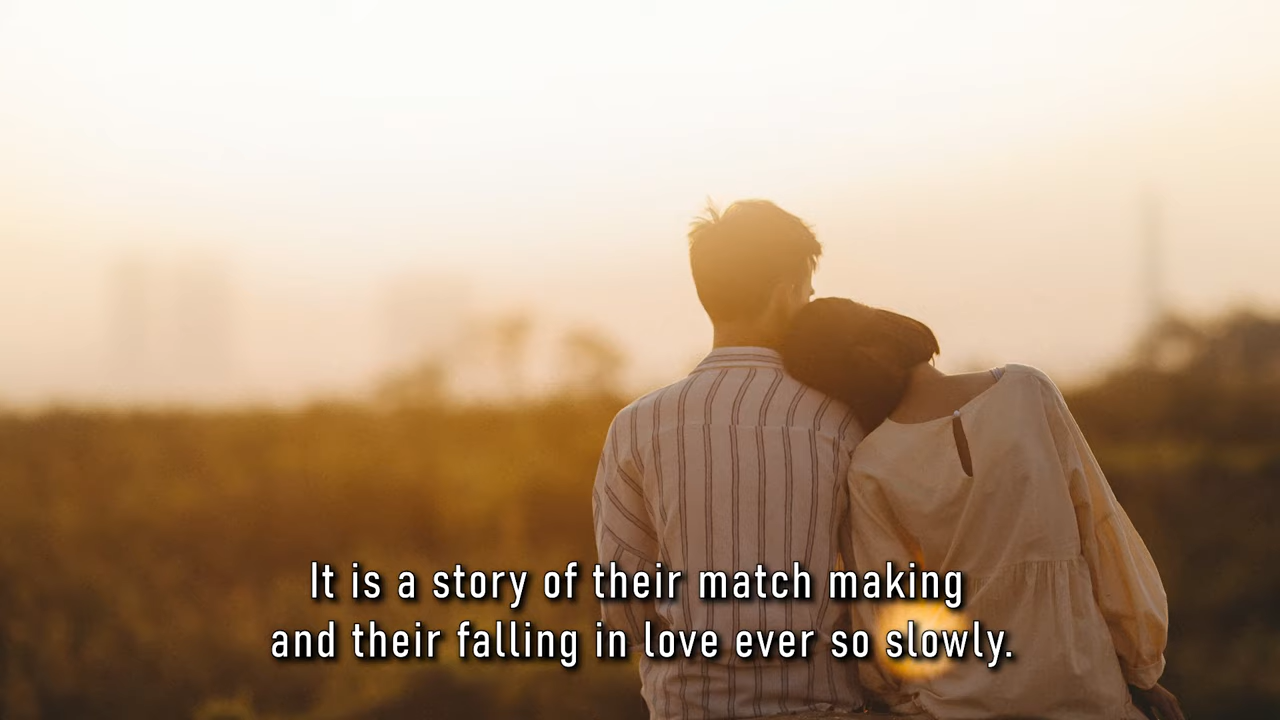 It is a story of their match making
and their falling in love ever so slowly.